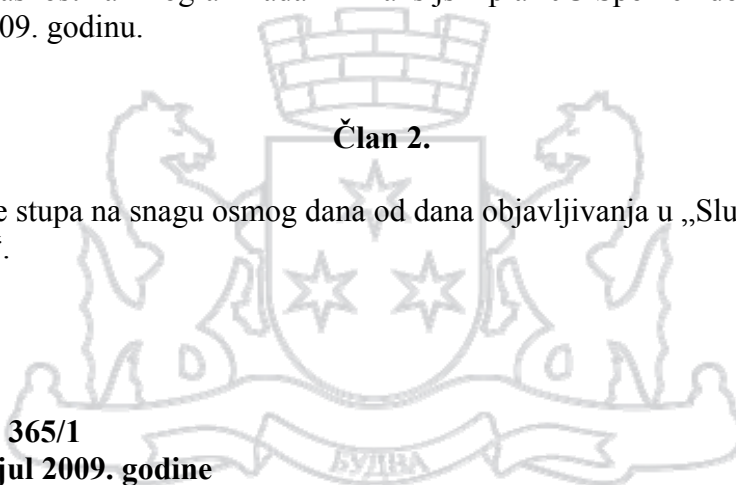 09. godinu.
Član 2.
e stupa na snagu osmog dana od dana objavljivanja u „Slu
365/1
jul 2009. godine
БУДВА